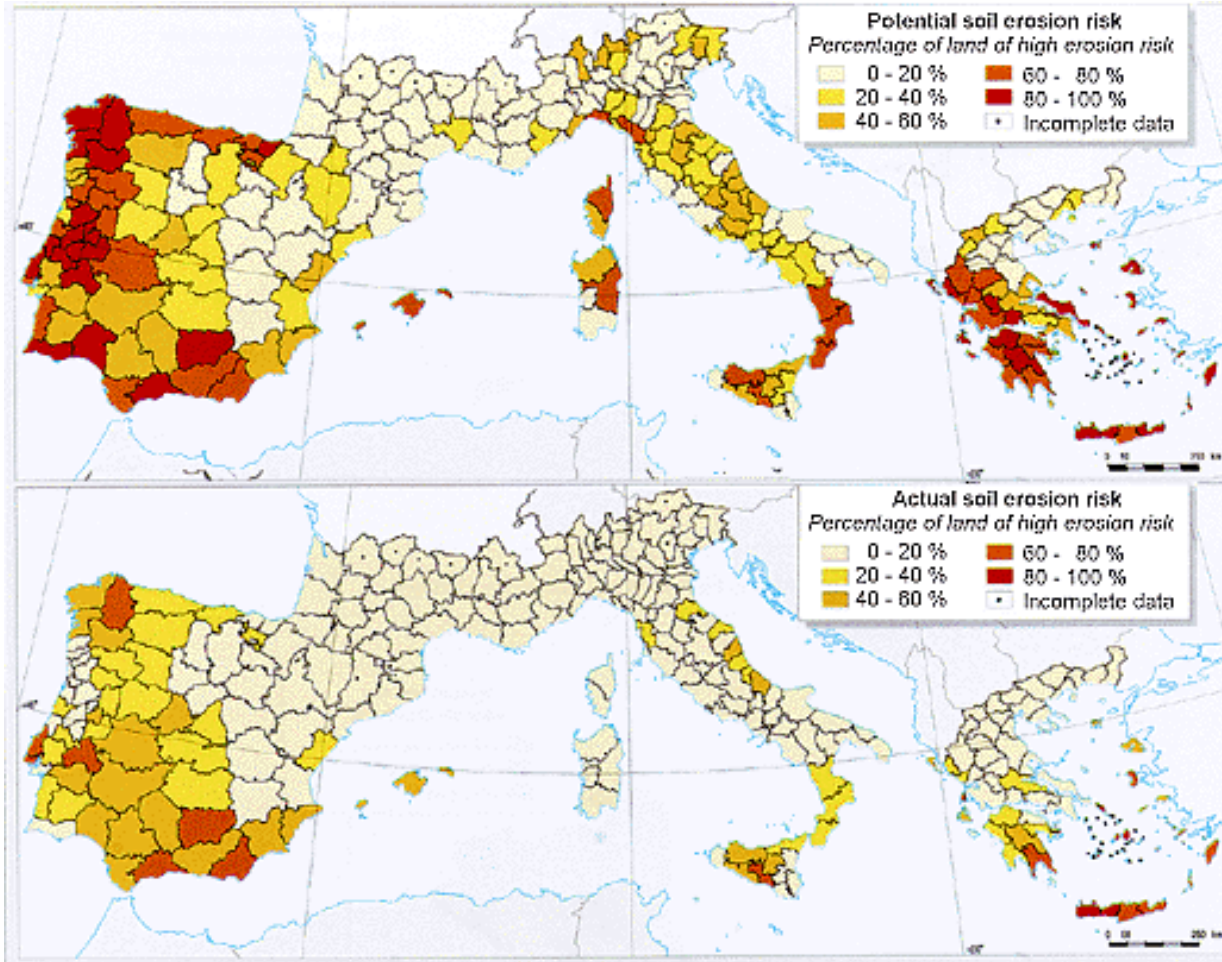 Potential soil erosion risk
Percentage of land of high erosion risk
0 - 20 % 60 - 80 %
20 - 40 % 80 - 100 %
40 - 60 % Incomplete data
Actual soil erosion risk
Percentage of land of high erosion risk
0 - 20 % 60 - 80 %
20 - 40 % 80 - 100 %
40 - 60 % Incomplete data